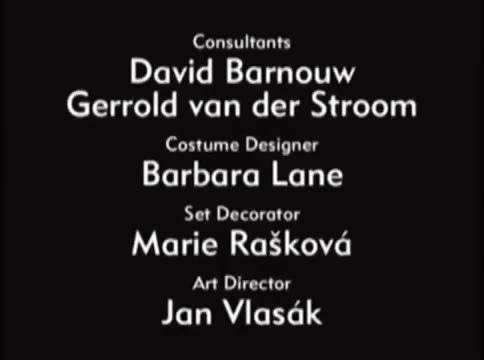 Consultants
David Barnouw
Gerrold van der Stroom
Costume Designer
Barbara Lane
Set Decorator
Marie Rašková
Art Director
Jan Vlasák